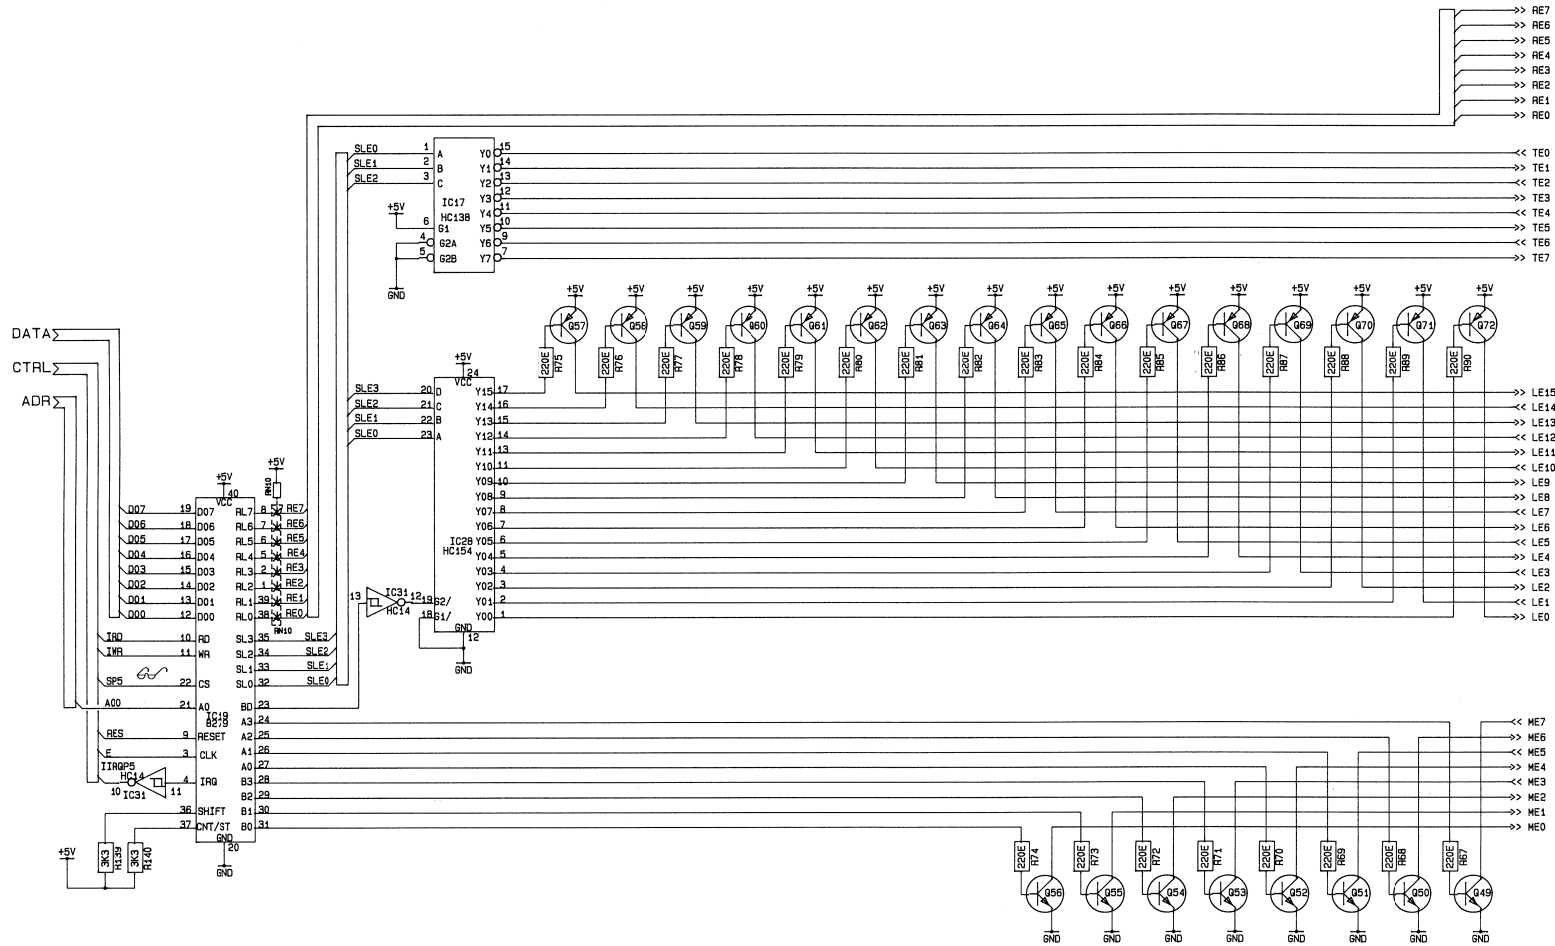 >> RE7
>> RE6
>> RE5
>> RE4
>> RE3
>> RE2
>> RE1
>> RE0
SLE0 1 A Y0 15 << TE0
SLE1 2 B Y1 14 >> TE1
SLE2 3 C Y2 13 << TE2
Y3 12 >> TE3
IC17
HC138
Y4 11 << TE4
+5V
6 G1 Y5 10 >> TE5
4 G2A Y6 9 << TE6
5 G2B Y7 7 >> TE7
GND
+5V +5V +5V +5V +5V +5V +5V +5V +5V +5V +5V +5V +5V +5V +5V +5V
Q57 Q58 Q59 Q60 Q61 Q62 Q63 Q64 Q65 Q66 Q67 Q68 Q69 Q70 Q71 Q72
220E R75 220E R76 220E R77 220E R78 220E R79 220E R80 220E R81 220E R82 220E R83 220E R84 220E R85 220E R86 220E R87 220E R88 220E R89 220E R90
DATA
CTRL
ADR
+5V
24
VCC
SLE3 20 D Y15 17 >> LE15
SLE2 21 C Y14 16 << LE14
SLE1 22 B Y13 15 >> LE13
SLE0 23 A Y12 14 << LE12
Y11 13 >> LE11
Y10 11 << LE10
Y09 10 >> LE9
Y08 9 >> LE8
Y07 8 << LE7
Y06 7 >> LE6
IC28
HC154
Y05 6 << LE5
Y04 5 >> LE4
Y03 4 << LE3
Y02 3 >> LE2
Y01 2 << LE1
Y00 1 >> LE0
13 IC31 HC14 12 19 G2/
18 G1/
GND
12
GND
+5V
40
VCC
+5V
RN10
D07 19 D07 RL7 8 7 RE7
D06 18 D06 RL6 7 RE6
D05 17 D05 RL5 6 RE5
D04 16 D04 RL4 5 RE4
D03 15 D03 RL3 2 RE3
D02 14 D02 RL2 1 RE2
D01 13 D01 RL1 39 RE1
D00 12 D00 RL0 38 RE0
RN10
IRD 10 RD SL3 35 SLE3
IWR 11 WR SL2 34 SLE2
SL1 33 SLE1
SP5 22 CS SL0 32 SLE0
A00 21 A0 BD 23
IC19
8279
A3 24 << ME7
RES 9 RESET A2 25 >> ME6
E 3 CLK A1 26 << ME5
A0 27 >> ME4
IIRQP5
HC14
10 IC31 11 4 IRQ B3 28 << ME3
B2 29 >> ME2
36 SHIFT B1 30 >> ME1
37 CNT/ST B0 31 >> ME0
GND
20
GND
+5V
3K3 R139 3K3 R140
220E R74 220E R73 220E R72 220E R71 220E R70 220E R69 220E R68 220E R67
Q56 Q55 Q54 Q53 Q52 Q51 Q50 Q49
GND GND GND GND GND GND GND GND